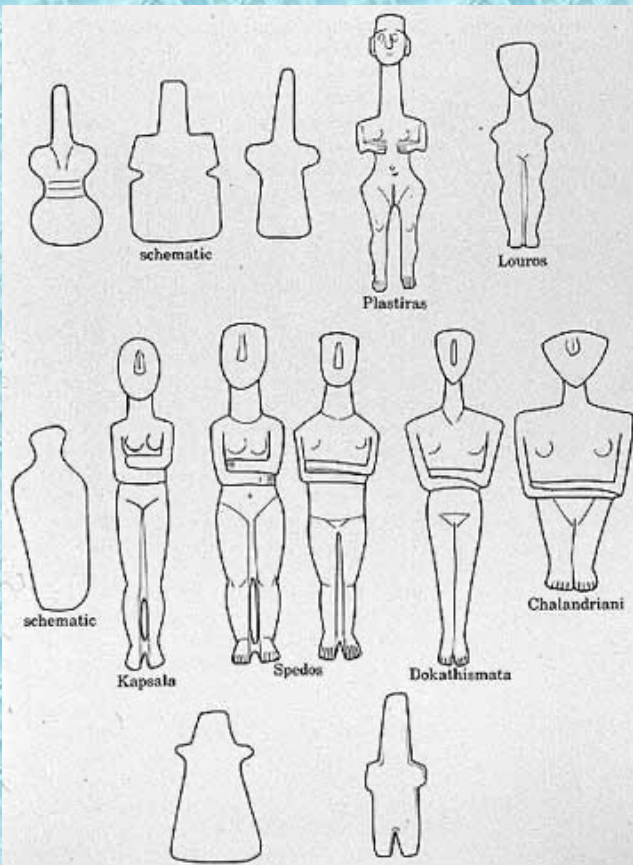 schematic
Plastiras
Louros
schematic
Kapsala
Spedos
Dokathismata
Chalandriani